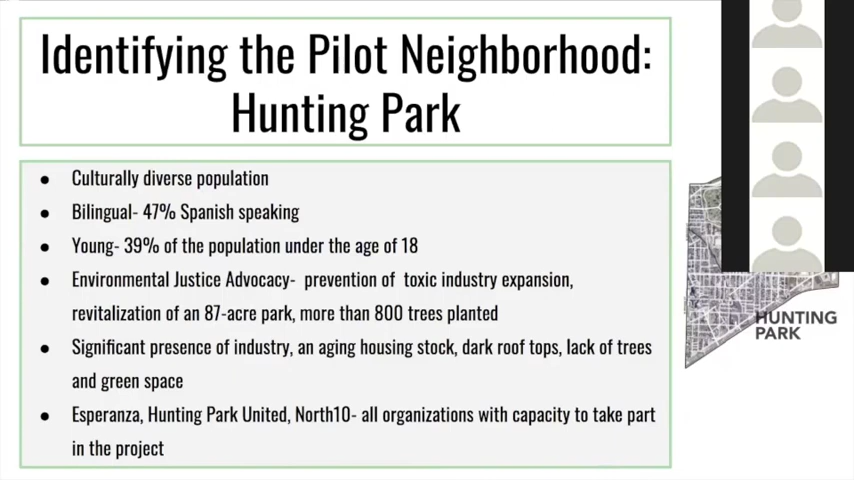 Identifying the Pilot Neighborhood:
Hunting Park
● Culturally diverse population
● Bilingual- 47% Spanish speaking
● Young- 39% of the population under the age of 18
● Environmental Justice Advocacy- prevention of toxic industry expansion,
revitalization of an 87-acre park, more than 800 trees planted
● Significant presence of industry, an aging housing stock, dark roof tops, lack of trees
and green space
● Esperanza, Hunting Park United, North10- all organizations with capacity to take part
in the project
HUNTING
PARK